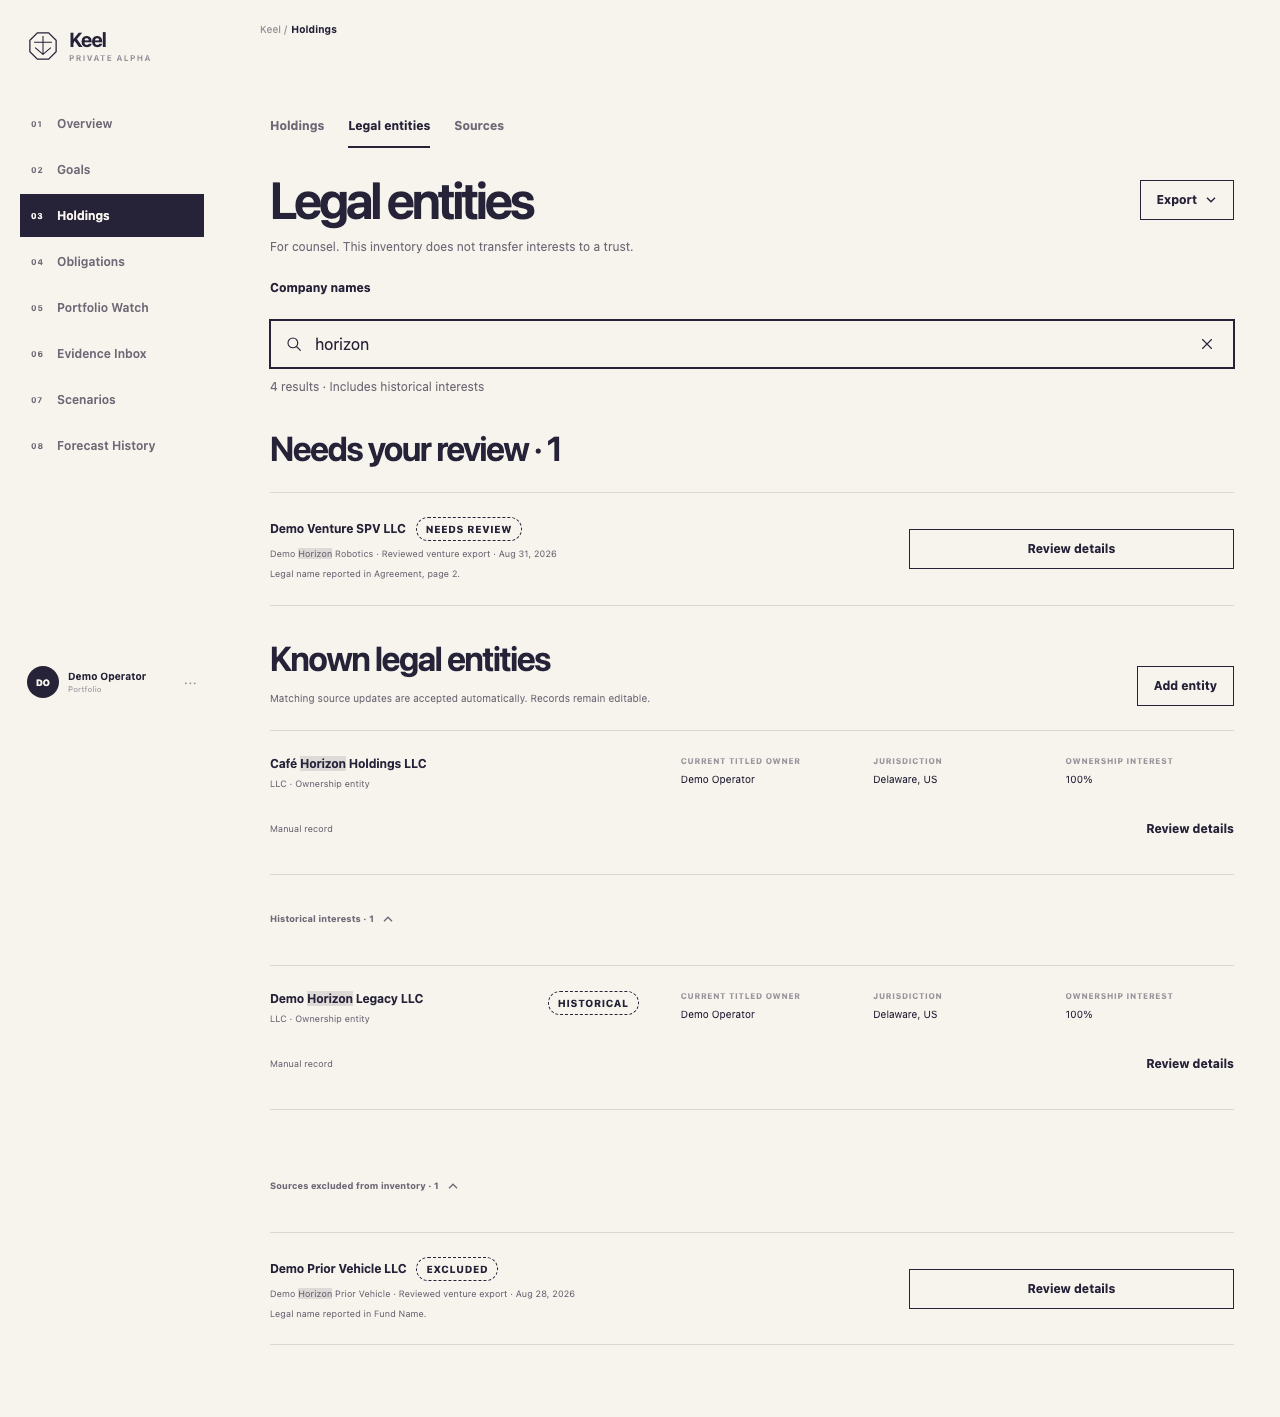 Keel
PRIVATE ALPHA
Keel / Holdings
01 Overview
02 Goals
03 Holdings
04 Obligations
05 Portfolio Watch
06 Evidence Inbox
07 Scenarios
08 Forecast History
DO
Demo Operator
Portfolio
...
Holdings Legal entities Sources
Legal entities
Export
For counsel. This inventory does not transfer interests to a trust.
Company names
horizon
4 results · Includes historical interests
Needs your review · 1
Demo Venture SPV LLC NEEDS REVIEW
Demo Horizon Robotics · Reviewed venture export · Aug 31, 2026
Legal name reported in Agreement, page 2.
Review details
Known legal entities
Matching source updates are accepted automatically. Records remain editable.
Add entity
Café Horizon Holdings LLC
LLC · Ownership entity
CURRENT TITLED OWNER
Demo Operator
JURISDICTION
Delaware, US
OWNERSHIP INTEREST
100%
Manual record
Review details
Historical interests · 1
Demo Horizon Legacy LLC
LLC · Ownership entity
HISTORICAL
CURRENT TITLED OWNER
Demo Operator
JURISDICTION
Delaware, US
OWNERSHIP INTEREST
100%
Manual record
Review details
Sources excluded from inventory · 1
Demo Prior Vehicle LLC EXCLUDED
Demo Horizon Prior Vehicle · Reviewed venture export · Aug 28, 2026
Legal name reported in Fund Name.
Review details